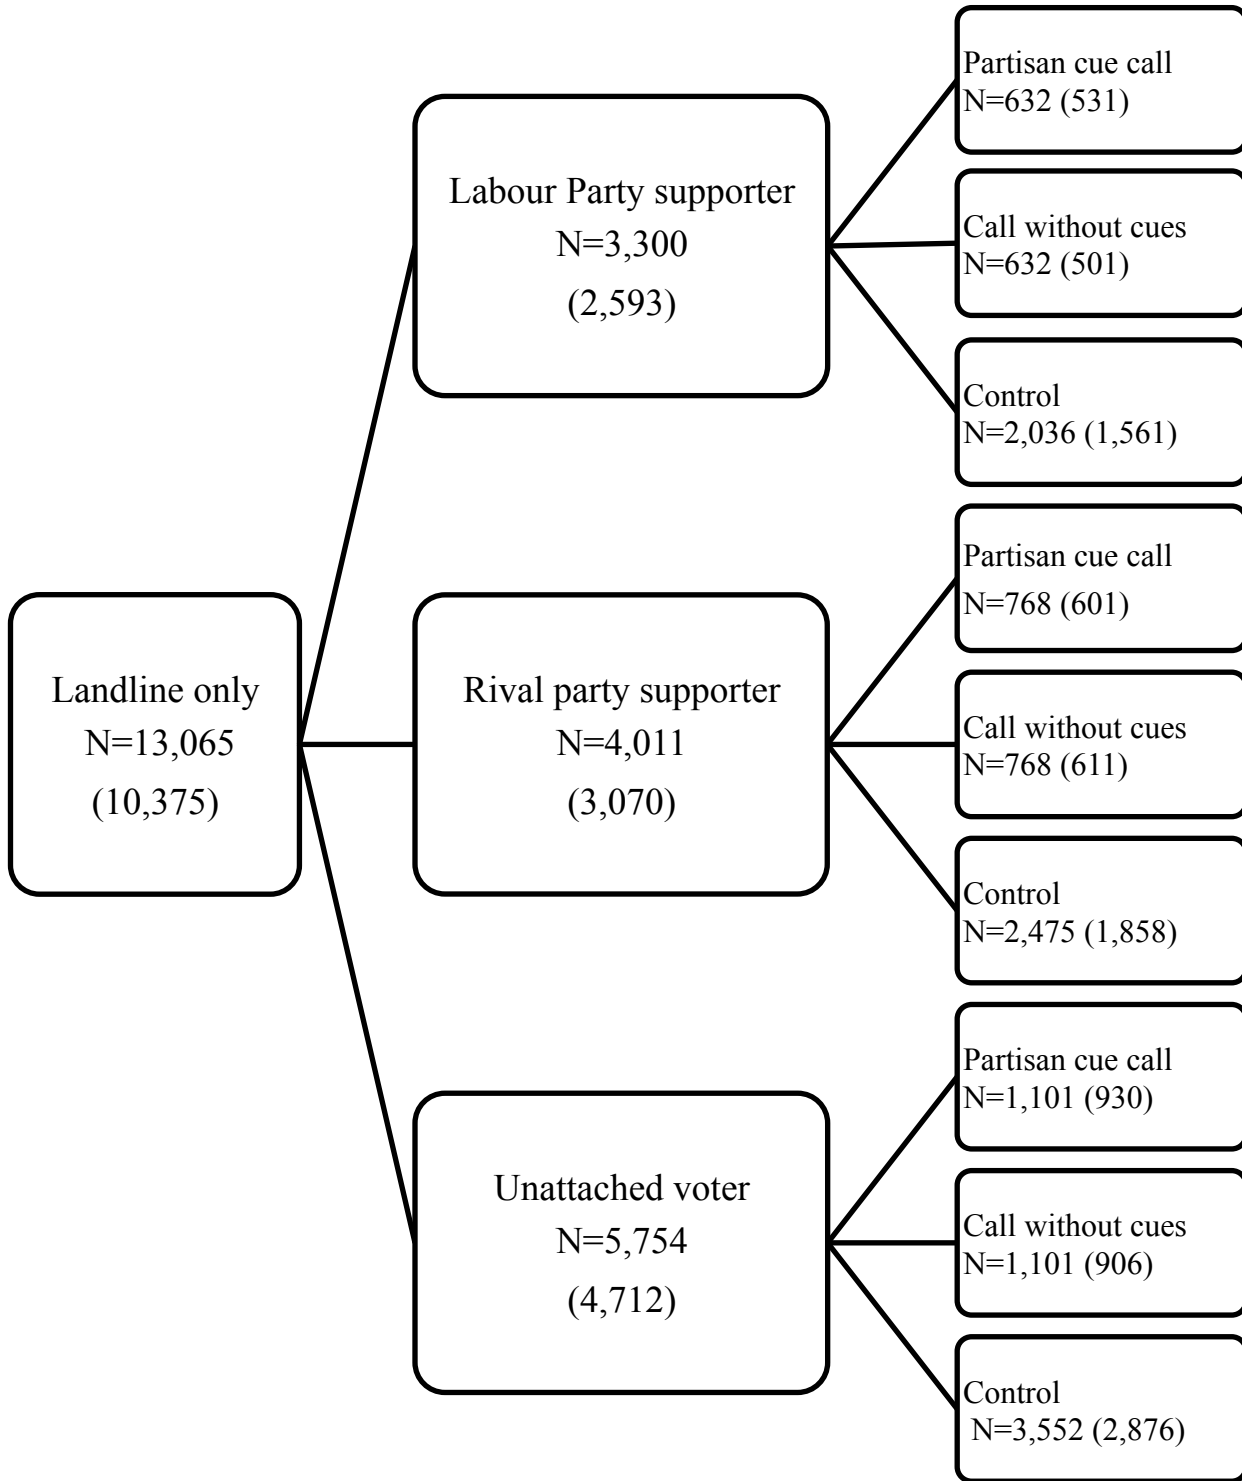 Landline only
N=13,065
(10,375)
Labour Party supporter
N=3,300
(2,593)
Partisan cue call
N=632 (531)
Call without cues
N=632 (501)
Control
N=2,036 (1,561)
Rival party supporter
N=4,011
(3,070)
Partisan cue call
N=768 (601)
Call without cues
N=768 (611)
Control
N=2,475 (1,858)
Unattached voter
N=5,754
(4,712)
Partisan cue call
N=1,101 (930)
Call without cues
N=1,101 (906)
Control
N=3,552 (2,876)